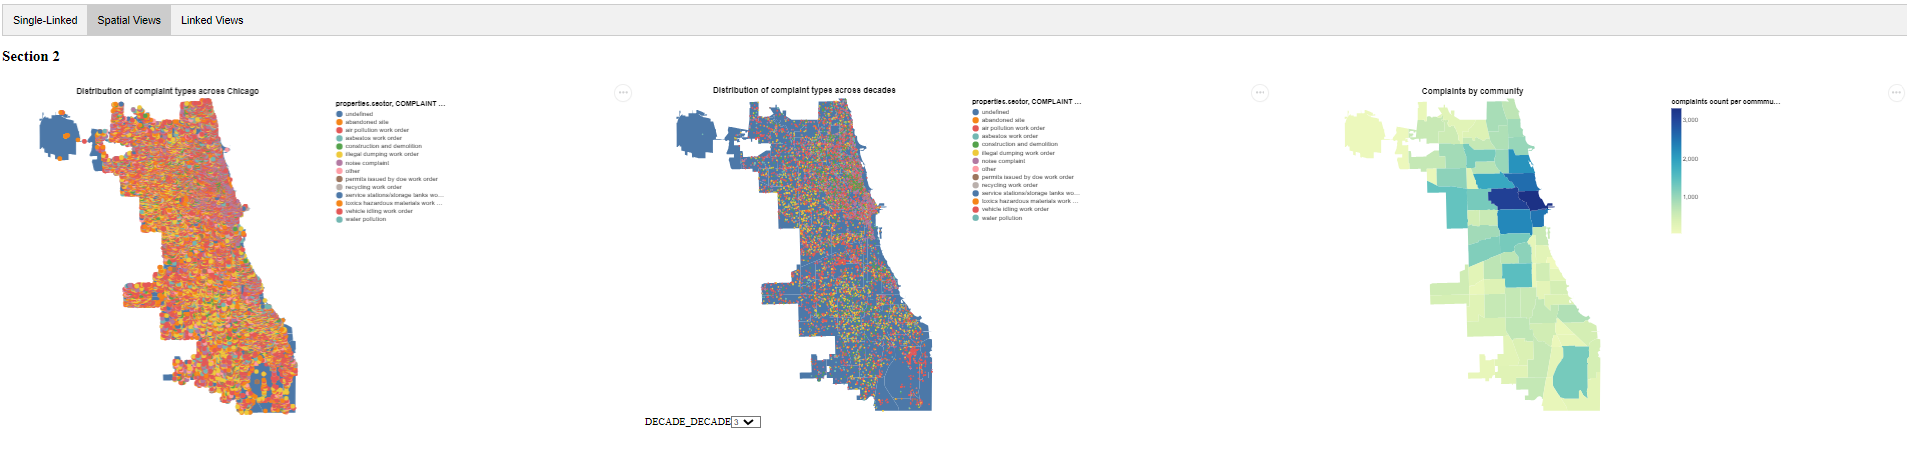 Single-Linked Spatial Views Linked Views
Section 2
Distribution of complaint types across Chicago
properties.sector, COMPLAINT ...
undefined
abandoned site
air pollution work order
asbestos work order
construction and demolition
illegal dumping work order
noise complaint
other
permits issued by doe work order
recycling work order
service stations/storage tanks wo...
toxics hazardous materials work ...
vehicle idling work order
water pollution
Distribution of complaint types across decades
properties.sector, COMPLAINT ...
undefined
abandoned site
air pollution work order
asbestos work order
construction and demolition
illegal dumping work order
noise complaint
other
permits issued by doe work order
recycling work order
service stations/storage tanks wo...
toxics hazardous materials work ...
vehicle idling work order
water pollution
DECADE_DECADE 3
Complaints by community
complaints count per commmu...
3,000
2,000
1,000